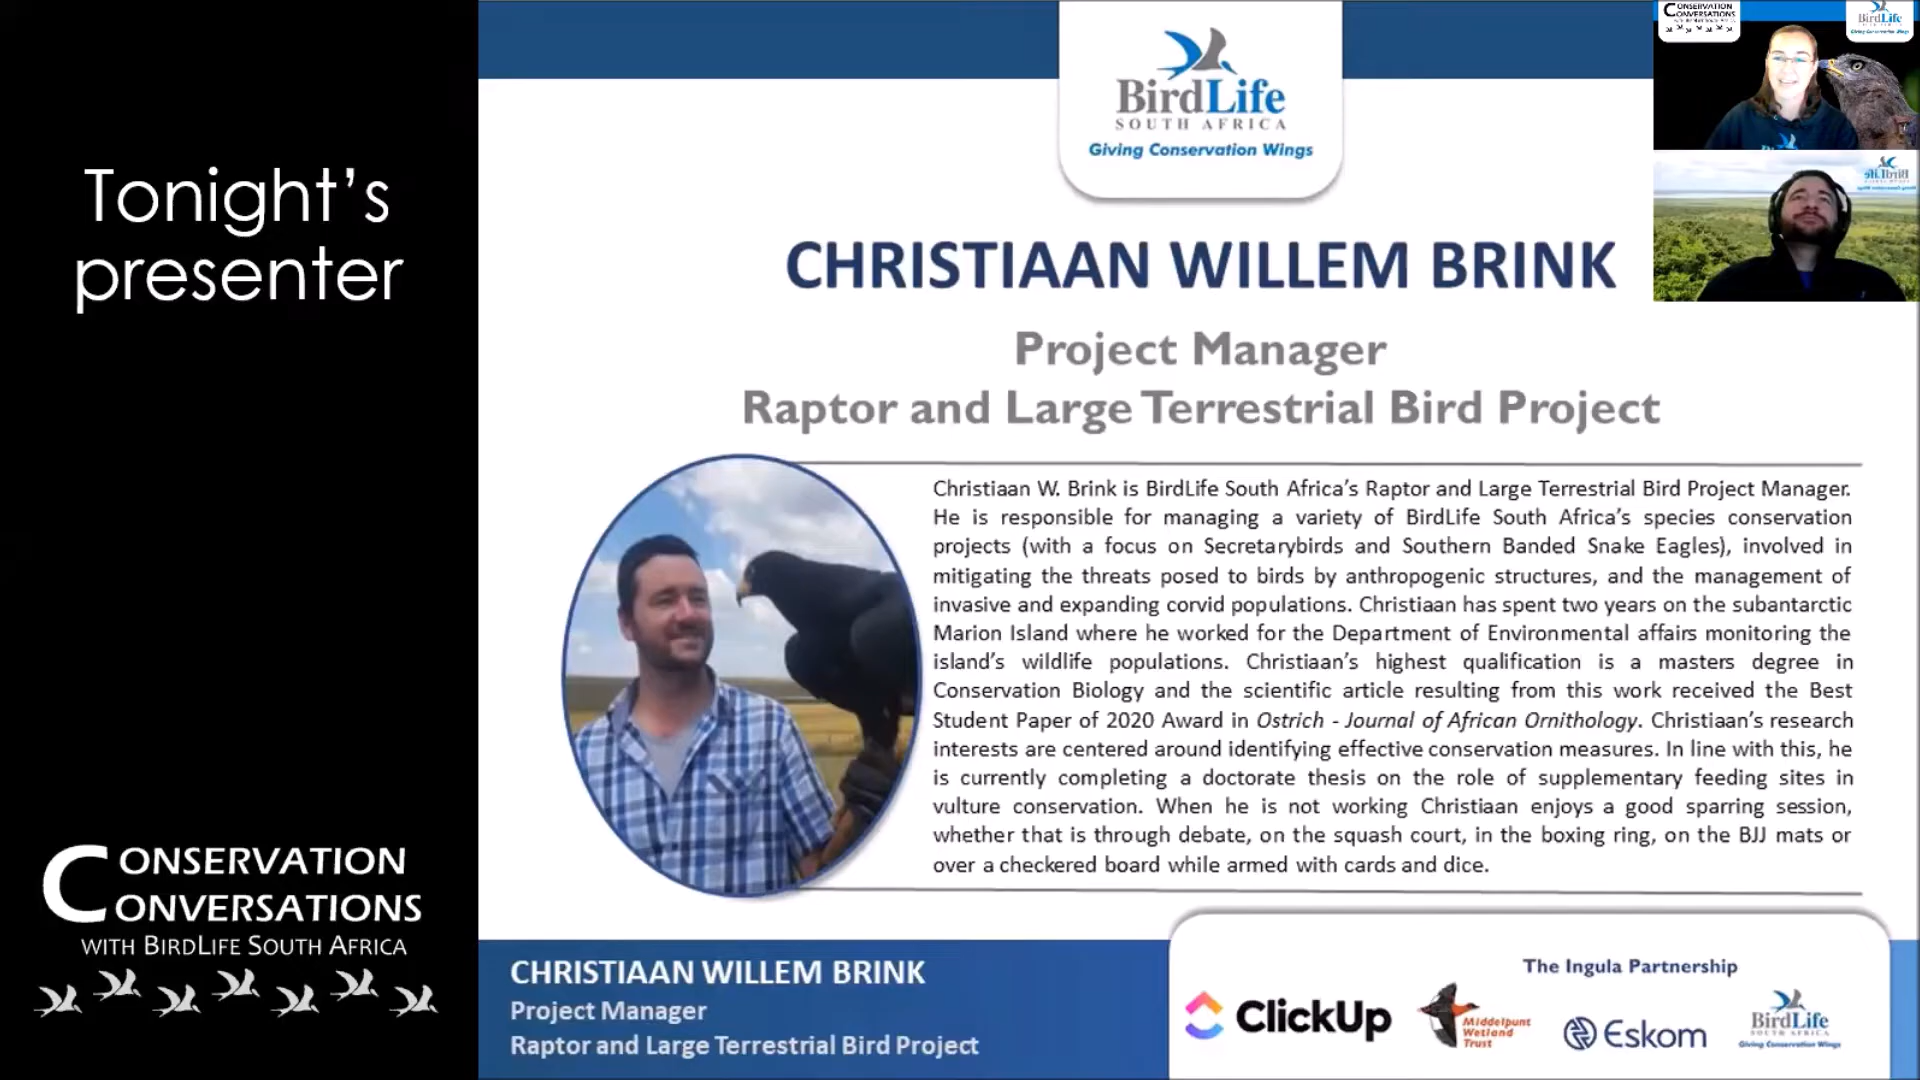 Tonight's
presenter
CONSERVATION
CONVERSATIONS
WITH BIRDLIFE SOUTH AFRICA
BirdLife
SOUTH AFRICA
Giving Conservation Wings
CHRISTIAAN WILLEM BRINK
Project Manager
Raptor and Large Terrestrial Bird Project
Christiaan W. Brink is BirdLife South Africa's Raptor and Large Terrestrial Bird Project Manager.
He is responsible for managing a variety of BirdLife South Africa's species conservation
projects (with a focus on Secretarybirds and Southern Banded Snake Eagles), involved in
mitigating the threats posed to birds by anthropogenic structures, and the management of
invasive and expanding corvid populations. Christiaan has spent two years on the subantarctic
Marion Island where he worked for the Department of Environmental affairs monitoring the
island's wildlife populations. Christiaan's highest qualification is a masters degree in
Conservation Biology and the scientific article resulting from this work received the Best
Student Paper of 2020 Award in Ostrich - Journal of African Ornithology. Christiaan's research
interests are centered around identifying effective conservation measures. In line with this, he
is currently completing a doctorate thesis on the role of supplementary feeding sites in
vulture conservation. When he is not working Christiaan enjoys a good sparring session,
whether that is through debate, on the squash court, in the boxing ring, on the BJJ mats or
over a checkered board while armed with cards and dice.
CHRISTIAAN WILLEM BRINK
Project Manager
Raptor and Large Terrestrial Bird Project
The Ingula Partnership
ClickUp
Middelpunt
Wetland
Trust
Eskom
BirdLife
SOUTH AFRICA
Giving Conservation Wings
CONSERVATION
CONVERSATIONS
BirdLife
Giving Conservation Wings
BirdLife